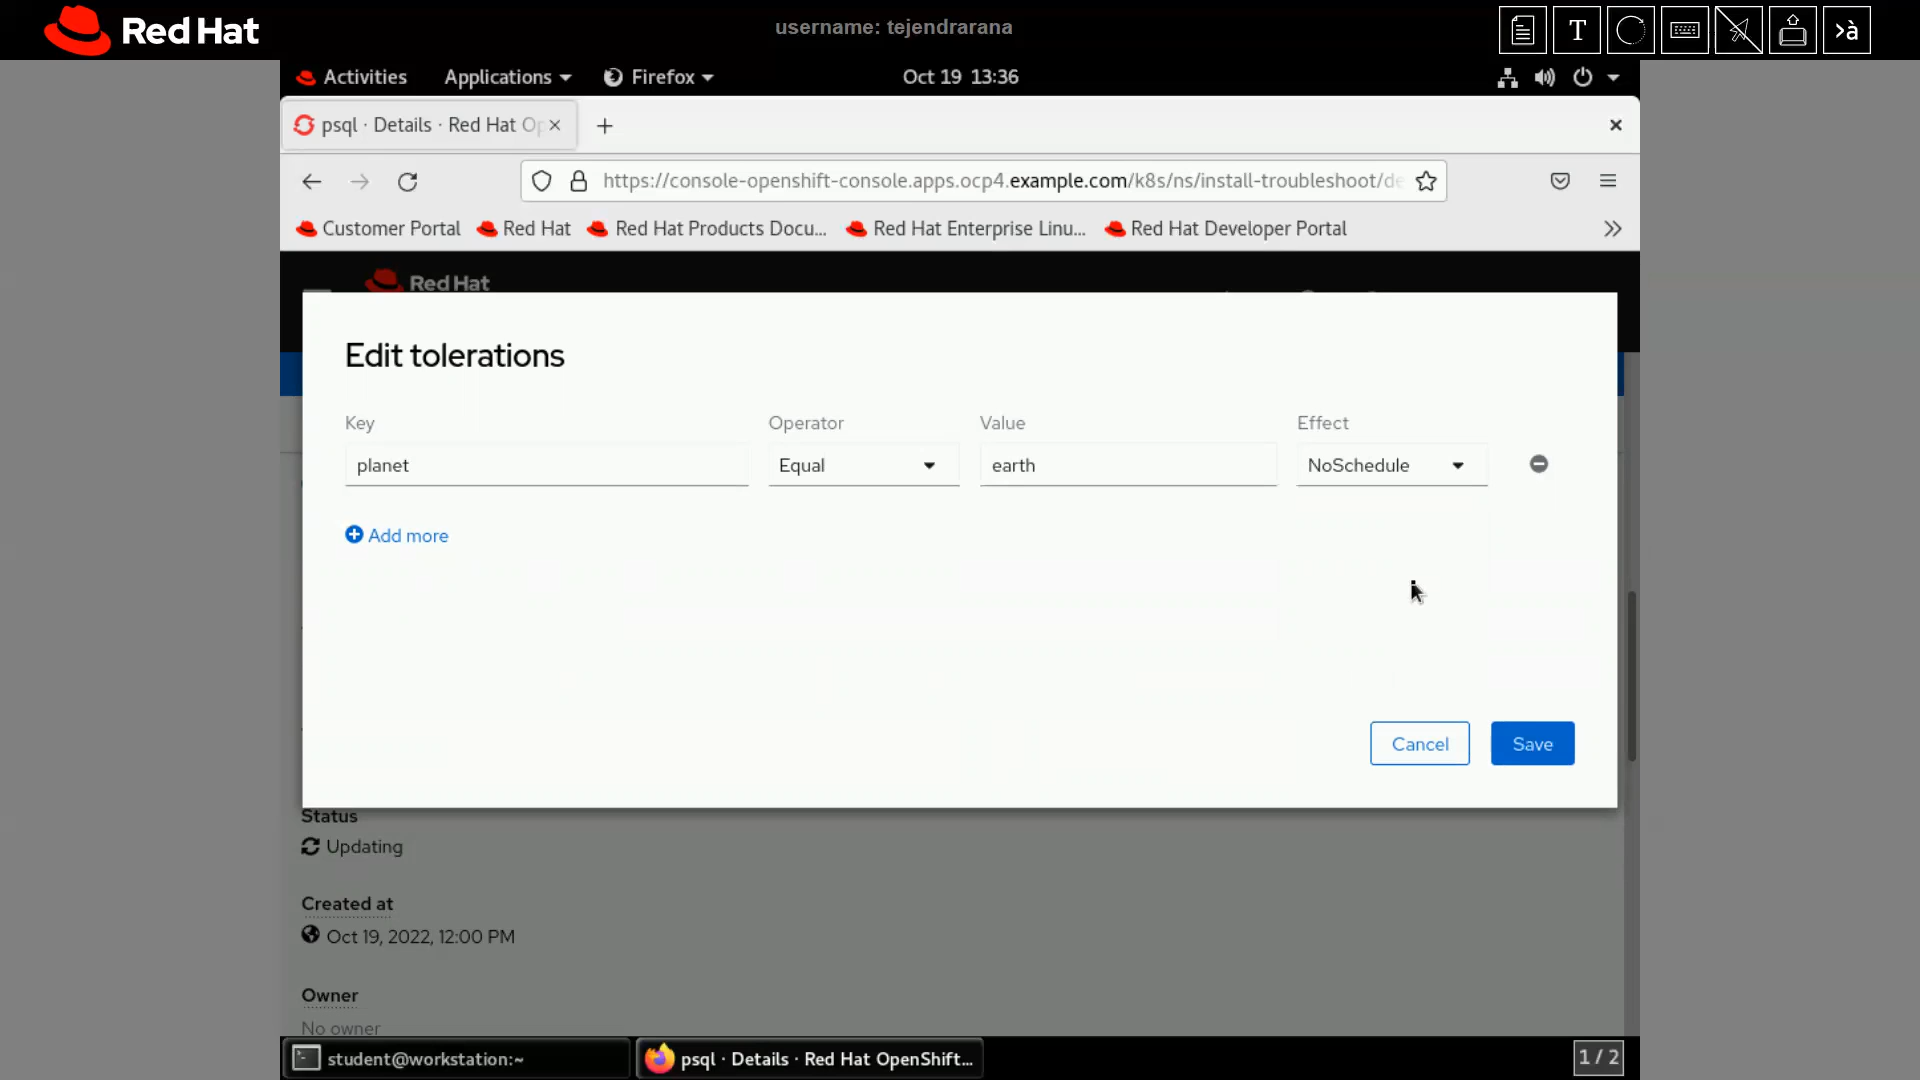 Red Hat
username: tejendrarana
T
>à
Activities
Applications
Firefox
Oct 19 13:36
psql · Details · Red Hat Op
https://console-openshift-console.apps.ocp4.example.com/k8s/ns/install-troubleshoot/de
Customer Portal
Red Hat
Red Hat Products Docu...
Red Hat Enterprise Linu...
Red Hat Developer Portal
Red Hat
Edit tolerations
Key
Operator
Value
Effect
planet
Equal
earth
NoSchedule
Add more
Cancel
Save
Status
Updating
Created at
Oct 19, 2022, 12:00 PM
Owner
No owner
student@workstation:~
psql · Details · Red Hat OpenShift...
1 / 2